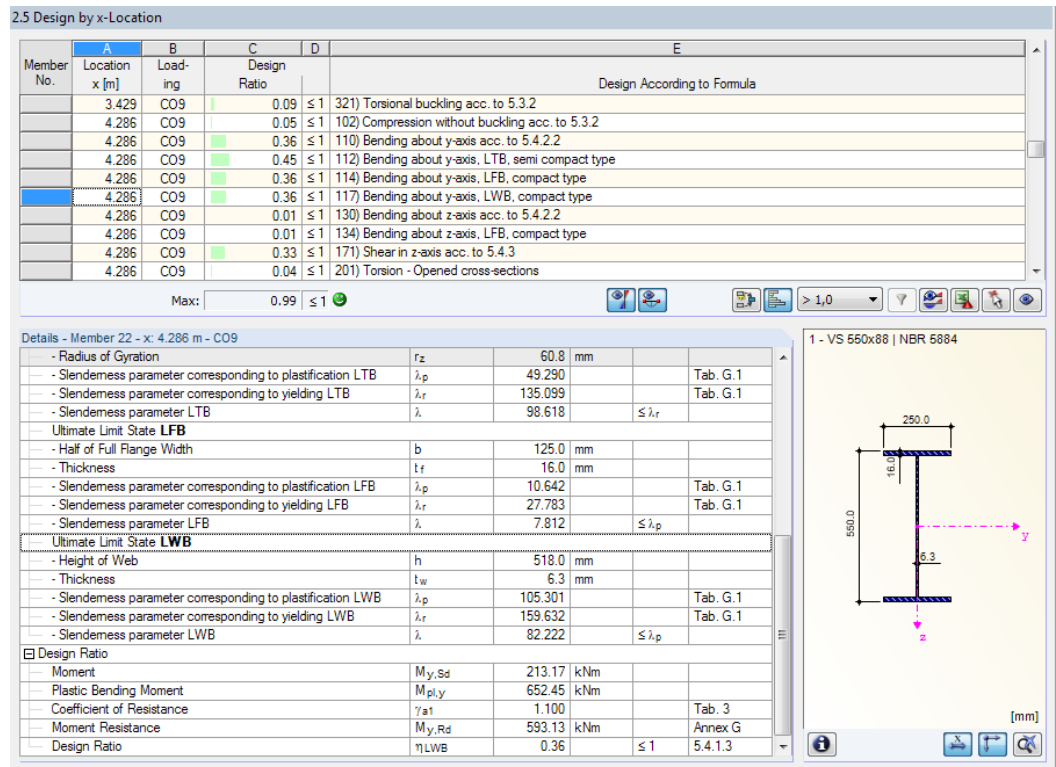 2.5 Design by x-Location
A B C D E
Member Location Load- Design
No. x [m] ing Ratio Design According to Formula
3.429 CO9 0.09 ≤ 1 321) Torsional buckling acc. to 5.3.2
4.286 CO9 0.05 ≤ 1 102) Compression without buckling acc. to 5.3.2
4.286 CO9 0.36 ≤ 1 110) Bending about y-axis acc. to 5.4.2.2
4.286 CO9 0.45 ≤ 1 112) Bending about y-axis, LTB, semi compact type
4.286 CO9 0.36 ≤ 1 114) Bending about y-axis, LFB, compact type
4.286 CO9 0.36 ≤ 1 117) Bending about y-axis, LWB, compact type
4.286 CO9 0.01 ≤ 1 130) Bending about z-axis acc. to 5.4.2.2
4.286 CO9 0.01 ≤ 1 134) Bending about z-axis, LFB, compact type
4.286 CO9 0.33 ≤ 1 171) Shear in z-axis acc. to 5.4.3
4.286 CO9 0.04 ≤ 1 201) Torsion - Opened cross-sections
Max: 0.99 ≤ 1 > 1,0
Details - Member 22 - x: 4.286 m - CO9
- Radius of Gyration rz 60.8 mm
- Slenderness parameter corresponding to plastification LTB λp 49.290 Tab. G.1
- Slenderness parameter corresponding to yielding LTB λr 135.099 Tab. G.1
- Slenderness parameter LTB λ 98.618 ≤ λr
Ultimate Limit State LFB
- Half of Full Flange Width b 125.0 mm
- Thickness tf 16.0 mm
- Slenderness parameter corresponding to plastification LFB λp 10.642 Tab. G.1
- Slenderness parameter corresponding to yielding LFB λr 27.783 Tab. G.1
- Slenderness parameter LFB λ 7.812 ≤ λp
Ultimate Limit State LWB
- Height of Web h 518.0 mm
- Thickness tw 6.3 mm
- Slenderness parameter corresponding to plastification LWB λp 105.301 Tab. G.1
- Slenderness parameter corresponding to yielding LWB λr 159.632 Tab. G.1
- Slenderness parameter LWB λ 82.222 ≤ λp
Design Ratio
Moment My,Sd 213.17 kNm
Plastic Bending Moment Mpl,y 652.45 kNm
Coefficient of Resistance γa1 1.100 Tab. 3
Moment Resistance My,Rd 593.13 kNm Annex G
Design Ratio ηLWB 0.36 ≤ 1 5.4.1.3
1 - VS 550x88 | NBR 5884
250.0
16.0
550.0
y
6.3
z
[mm]